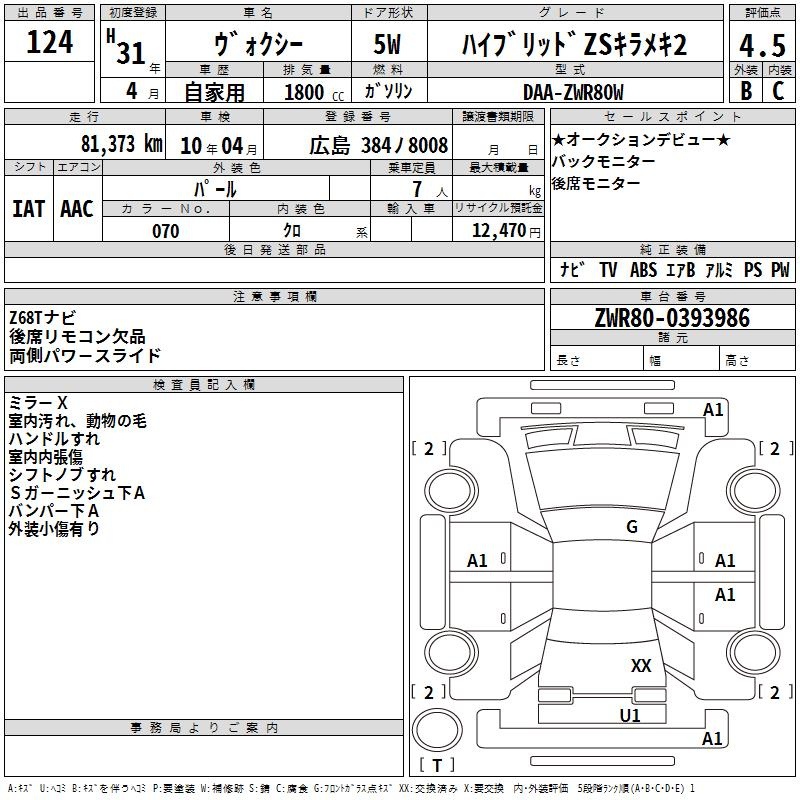 出品番号 初度登録 車名 ドア形状 グレード 評価点
124 H31年 ヴォクシー 5W ハイブリッドZSキラメキ2 4.5
車歴 排気量 燃料 型式 外装 内装
4月 自家用 1800 CC ガソリン DAA-ZWR80W B C
走行 車検 登録番号 譲渡書類期限 セールスポイント
81,373 km 10年04月 広島 384ノ8008 月 日
★オークションデビュー★
バックモニター
後席モニター
シフト エアコン 外装色 乗車定員 最大積載量
IAT AAC パール 7人 kg
カラーNo. 内装色 輸入車 リサイクル預託金
070 クロ 系 12,470円
後日発送部品 純正装備
ナビ TV ABS エアB アルミ PS PW
注意事項欄 車台番号
Z68Tナビ
後席リモコン欠品
両側パワースライド
ZWR80-0393986
諸元
長さ 幅 高さ
検査員記入欄
ミラーX
室内汚れ、動物の毛
ハンドルすれ
室内内張傷
シフトノブすれ
Sガーニッシュ下A
バンパー下A
外装小傷有り
事務局よりご案内
A1
[ 2 ] [ 2 ]
G
A1 A1
A1
XX
[ 2 ] [ 2 ]
U1
A1
[ T ]
A:キズ U:ヘコミ B:キズを伴うヘコミ P:要塗装 W:補修跡 S:錆 C:腐食 G:フロントガラス点キズ XX:交換済み X:要交換 内・外装評価 5段階ランク順(A・B・C・D・E) 1